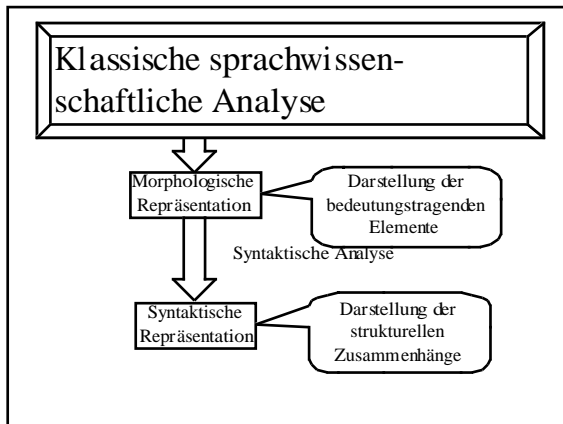 Klassische sprachwissen-
schaftliche Analyse
Morphologische
Repräsentation
Darstellung der
bedeutungstragenden
Elemente
Syntaktische Analyse
Syntaktische
Repräsentation
Darstellung der
strukturellen
Zusammenhänge